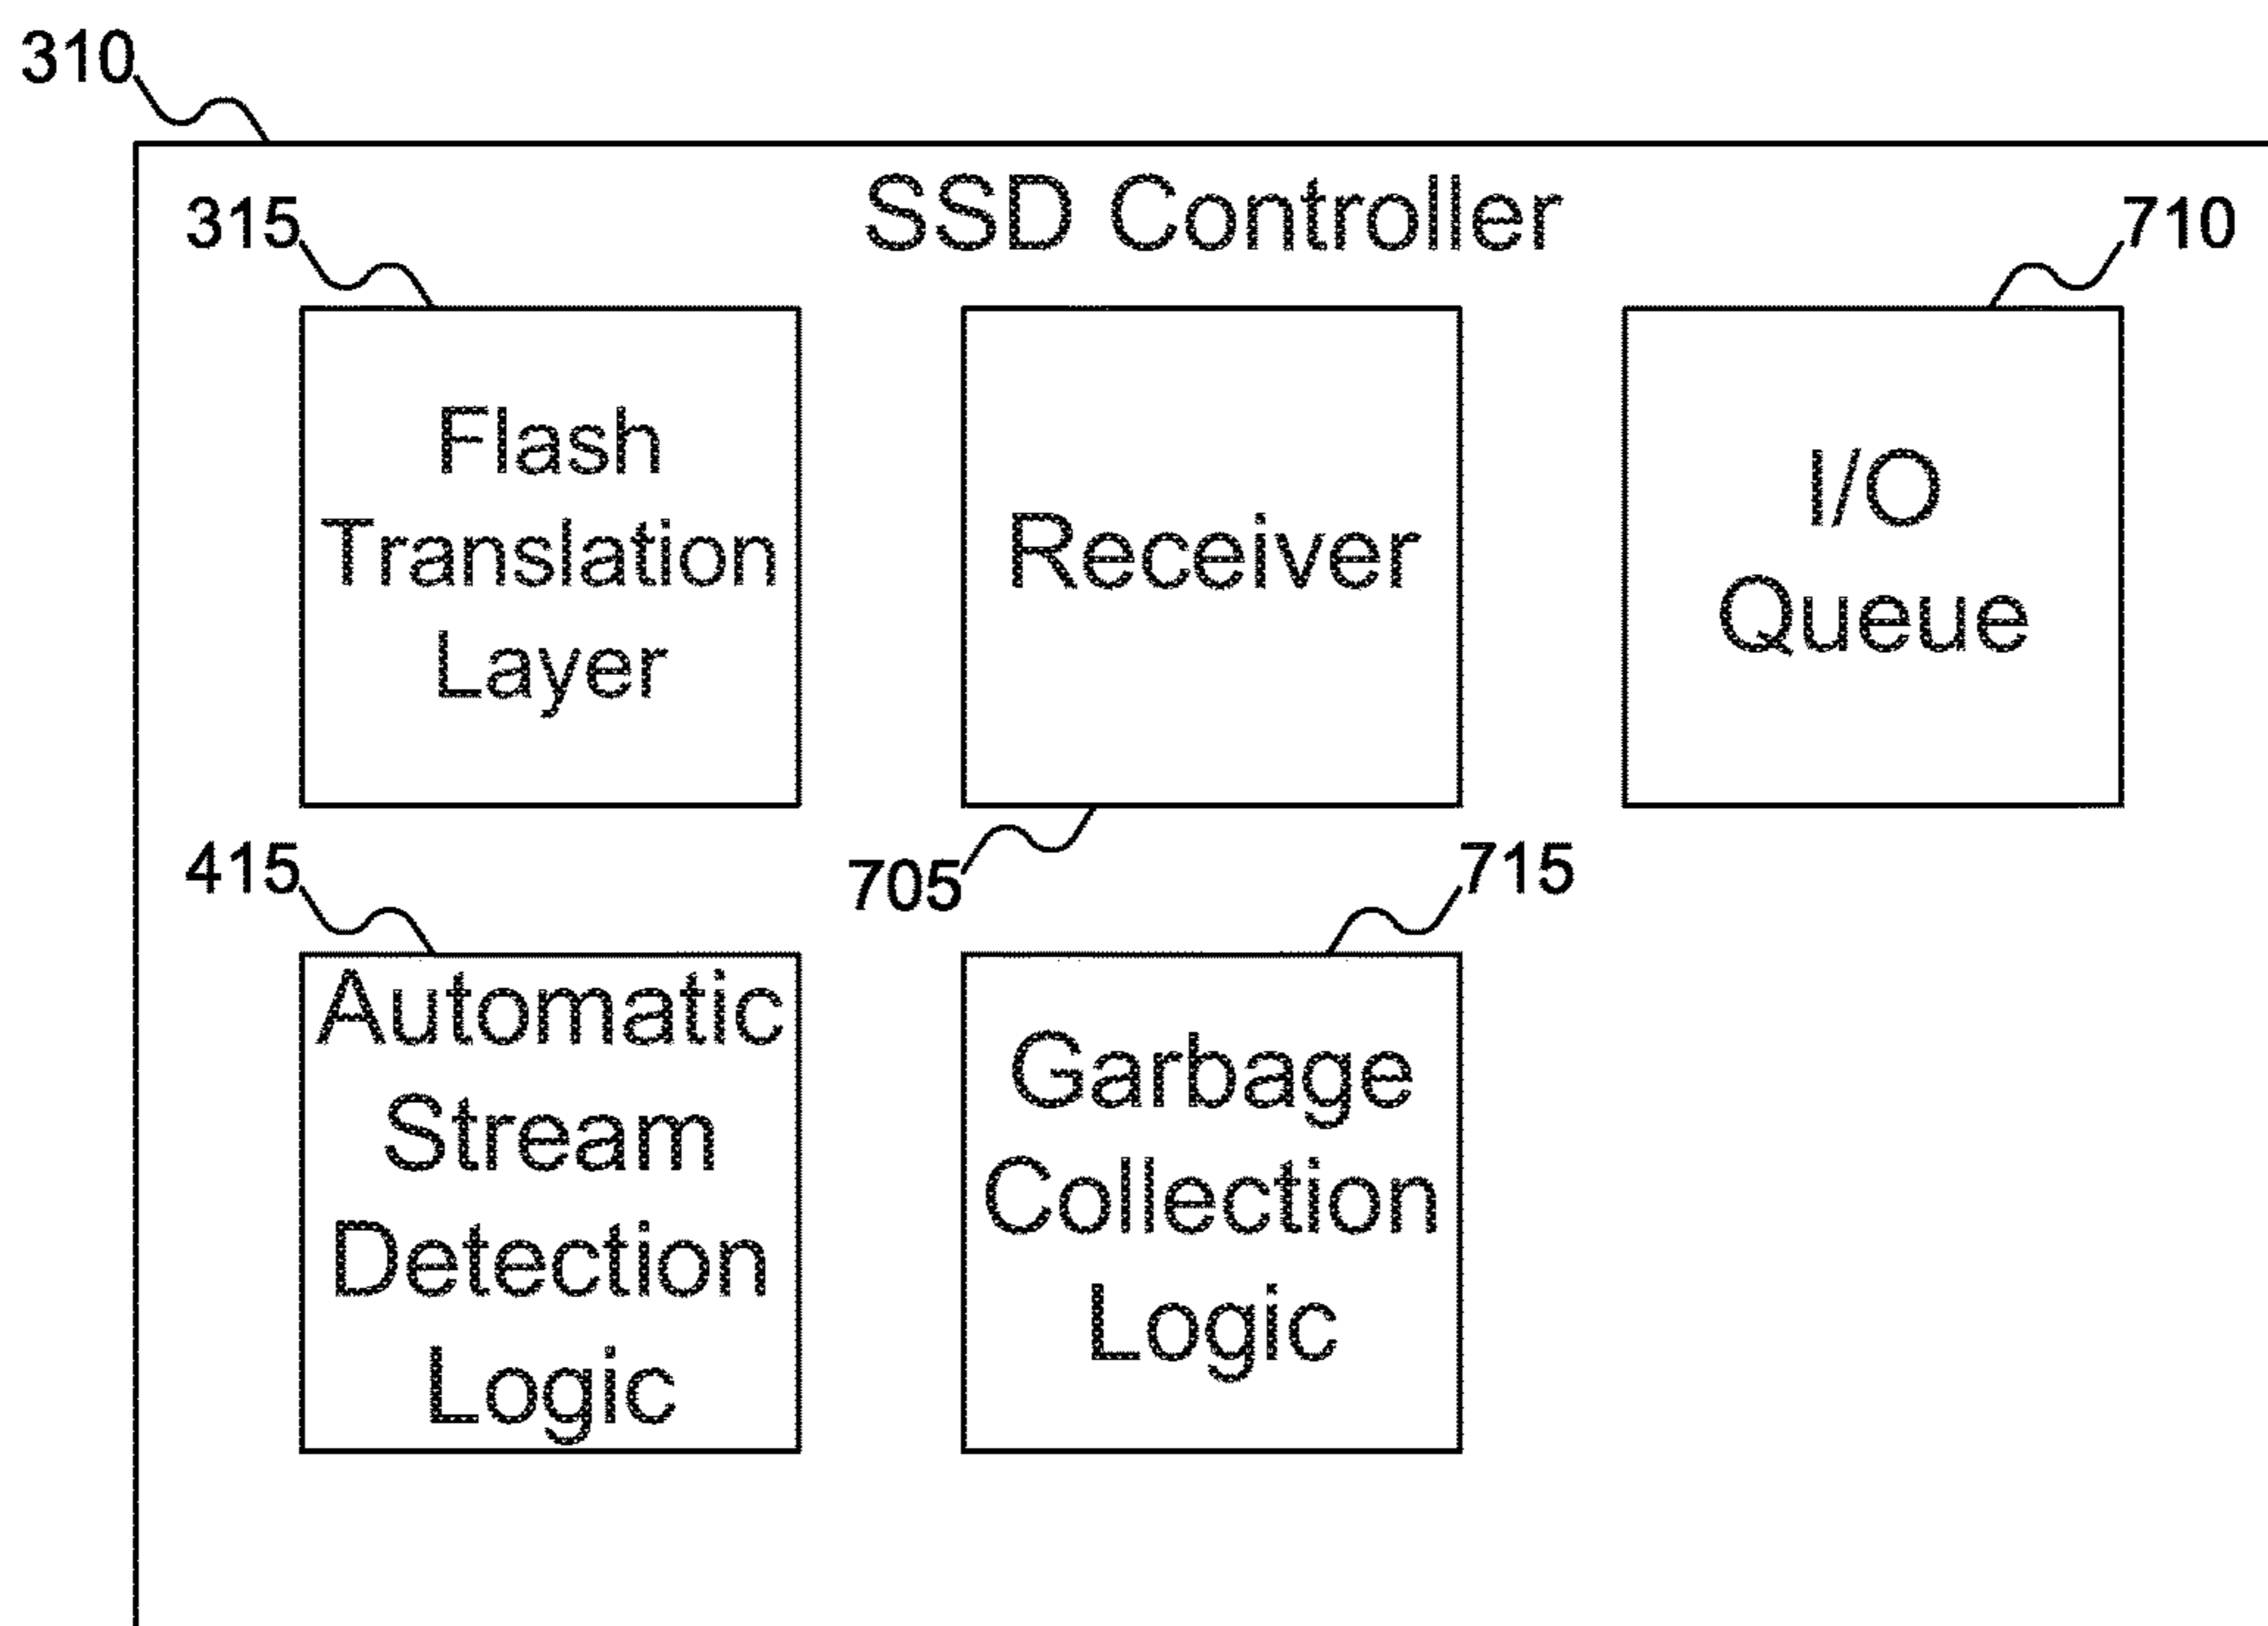 310
SSD Controller
315
710
Flash
Translation
Layer
Receiver
I/O
Queue
415
705
715
Automatic
Stream
Detection
Logic
Garbage
Collection
Logic